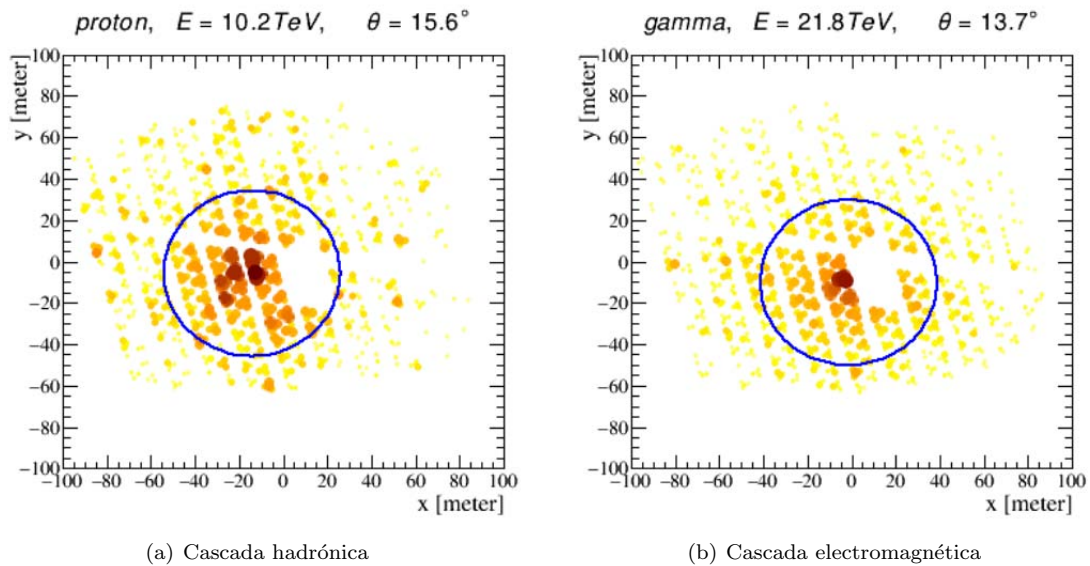 proton, E = 10.2TeV, θ = 15.6°
y [meter]
100
80
60
40
20
0
−20
−40
−60
−80
−100
−100 −80 −60 −40 −20 0 20 40 60 80 100
x [meter]
(a) Cascada hadrónica
gamma, E = 21.8TeV, θ = 13.7°
y [meter]
100
80
60
40
20
0
−20
−40
−60
−80
−100
−100 −80 −60 −40 −20 0 20 40 60 80 100
x [meter]
(b) Cascada electromagnética